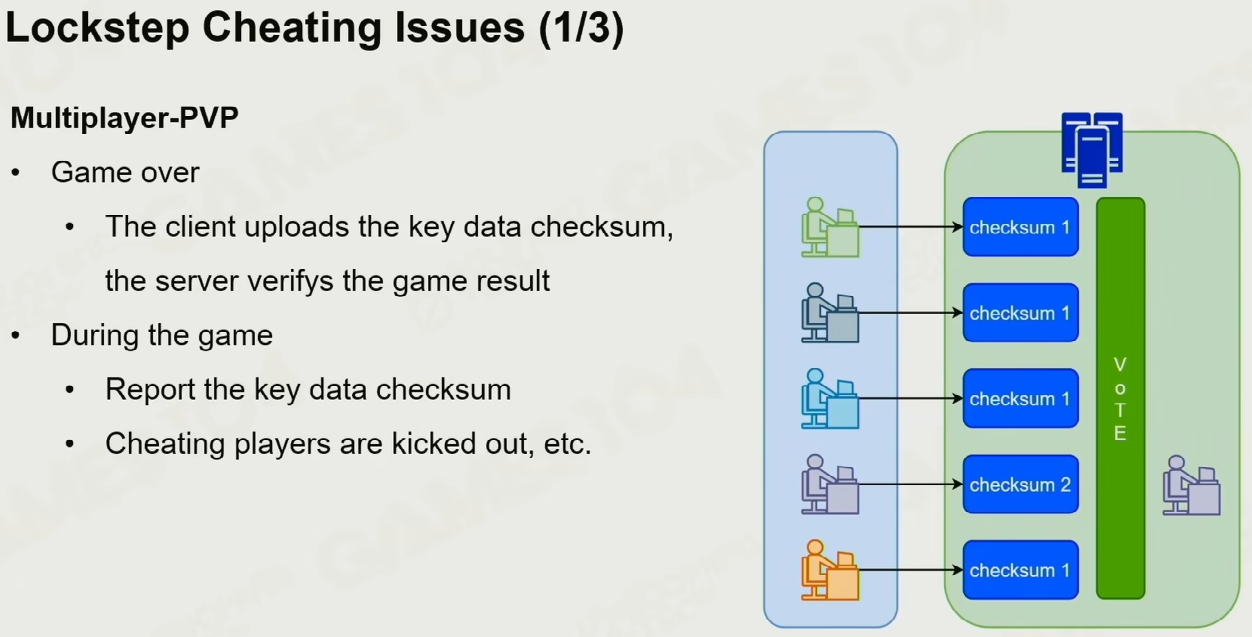 Lockstep Cheating Issues (1/3)
Multiplayer-PVP
• Game over
• The client uploads the key data checksum,
the server verifys the game result
• During the game
• Report the key data checksum
• Cheating players are kicked out, etc.
checksum 1
checksum 1
checksum 1
checksum 2
checksum 1
V
o
T
E
GAMES 104